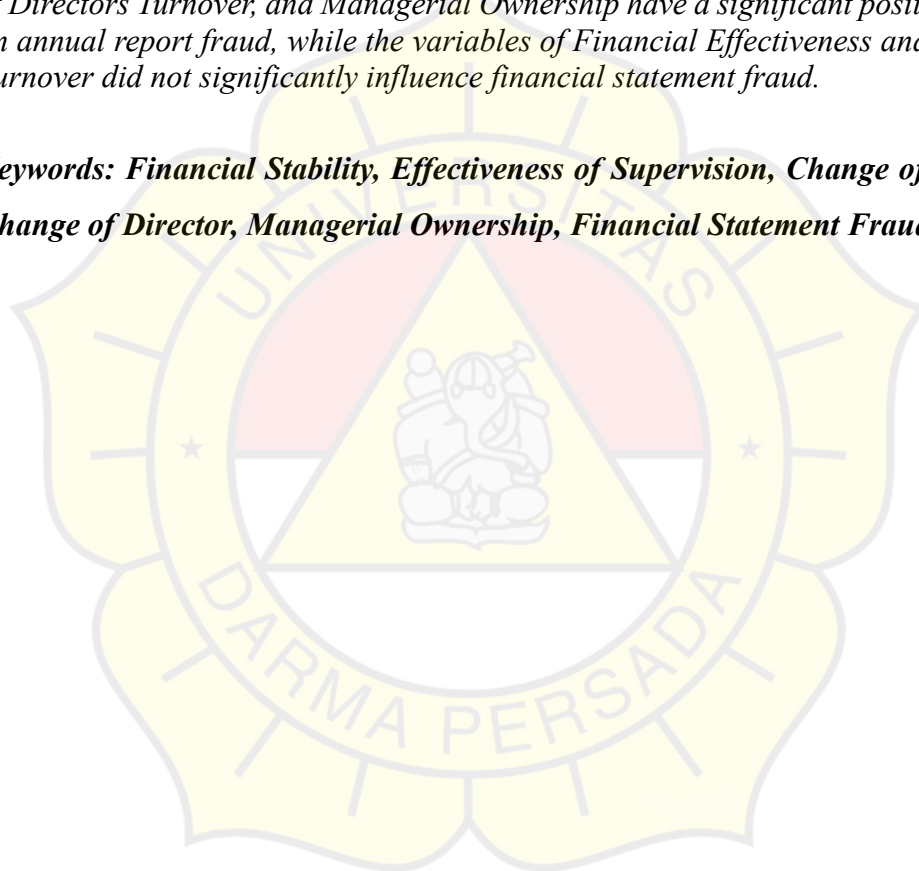 Directors Turnover, and Managerial Ownership have a significant posit
annual report fraud, while the variables of Financial Effectiveness and
urnover did not significantly influence financial statement fraud.
eywords: Financial Stability, Effectiveness of Supervision, Change of
hange of Director, Managerial Ownership, Financial Statement Frau
UNIVERSITAS
DARMA PERSADA